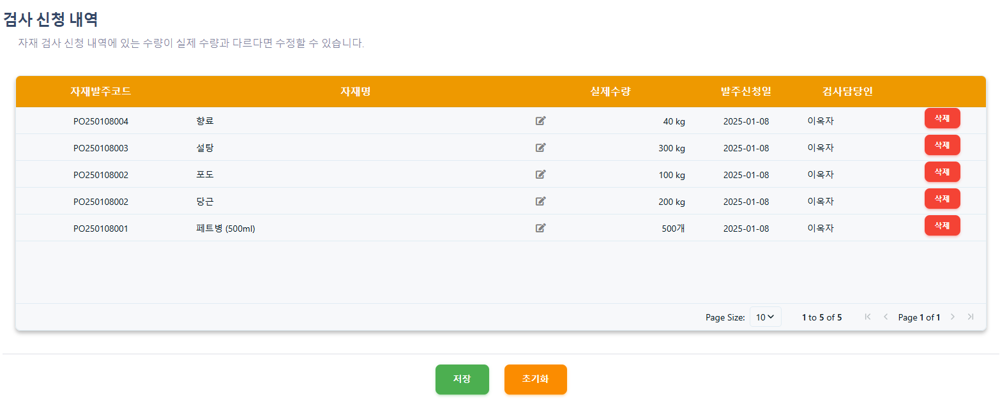 검사 신청 내역
자재 검사 신청 내역에 있는 수량이 실제 수량과 다르다면 수정할 수 있습니다.
자재발주코드 자재명 실제수량 발주신청일 검사담당인
PO250108004 향료 40 kg 2025-01-08 이옥자 삭제
PO250108003 설탕 300 kg 2025-01-08 이옥자 삭제
PO250108002 포도 100 kg 2025-01-08 이옥자 삭제
PO250108002 당근 200 kg 2025-01-08 이옥자 삭제
PO250108001 페트병 (500ml) 500개 2025-01-08 이옥자 삭제
Page Size: 10 1 to 5 of 5 Page 1 of 1
저장 초기화